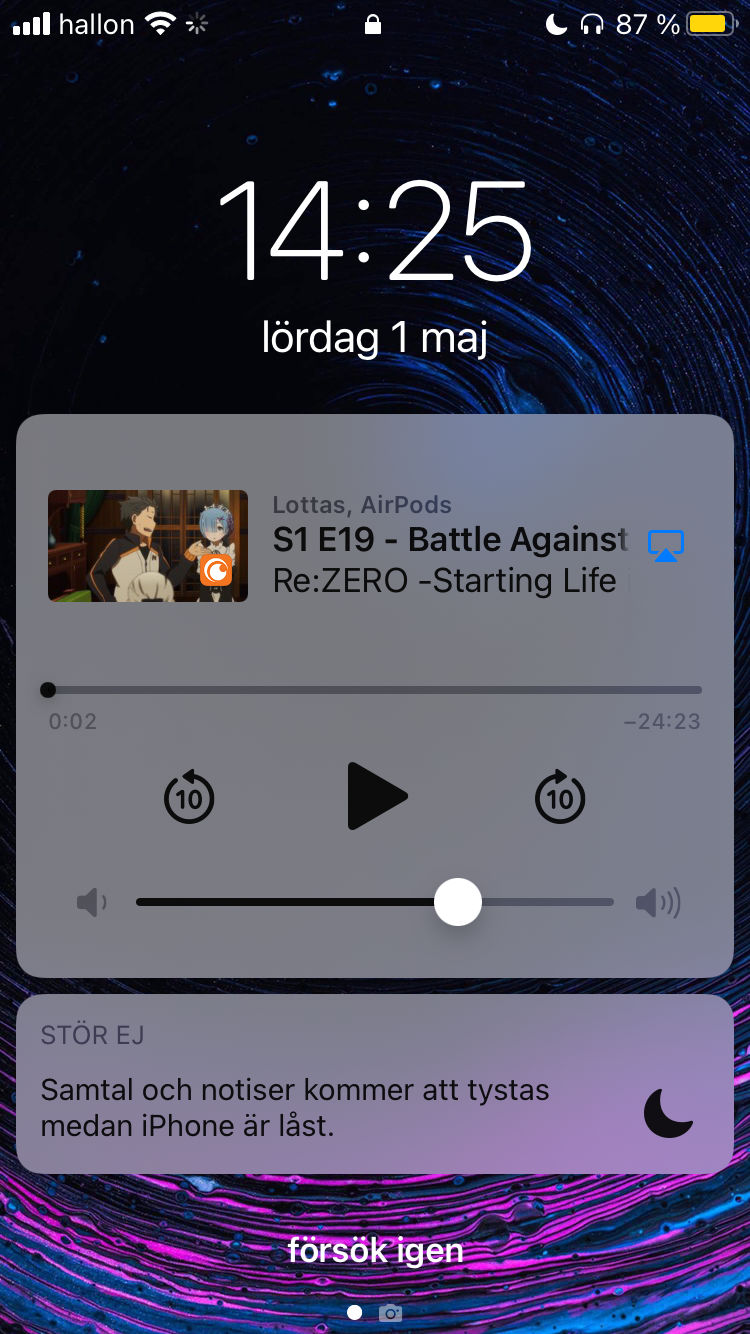 hallon 87 %
14:25
lördag 1 maj
Lottas, AirPods
S1 E19 - Battle Against
Re:ZERO -Starting Life
0:02 −24:23
10 10
STÖR EJ
Samtal och notiser kommer att tystas
medan iPhone är låst.
försök igen